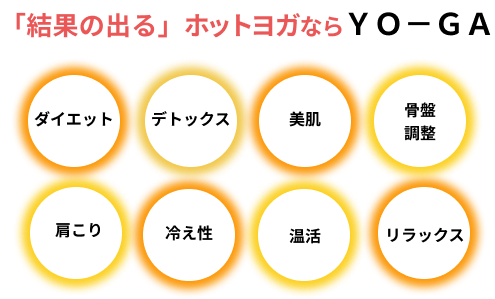 「結果の出る」ホットヨガならＹＯ－ＧＡ
ダイエット
デトックス
美肌
骨盤
調整
肩こり
冷え性
温活
リラックス